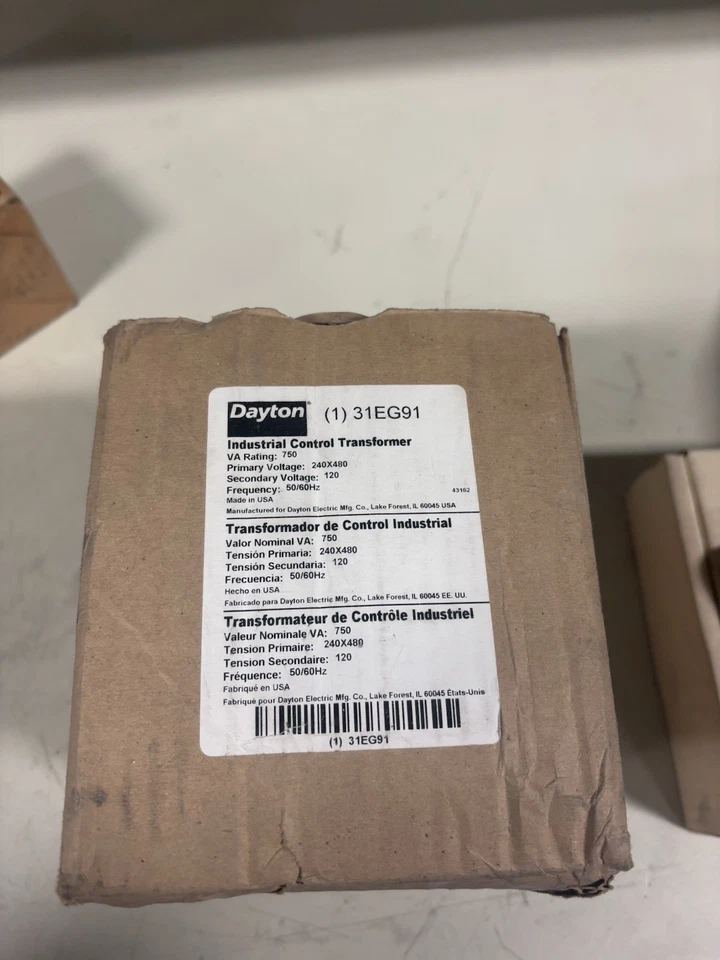 Dayton® (1) 31EG91
Industrial Control Transformer
VA Rating: 750
Primary Voltage: 240X480
Secondary Voltage: 120
Frequency: 50/60Hz
Made in USA 43162
Manufactured for Dayton Electric Mfg. Co., Lake Forest, IL 60045 USA
Transformador de Control Industrial
Valor Nominal VA: 750
Tensión Primaria: 240X480
Tensión Secundaria: 120
Frecuencia: 50/60Hz
Hecho en USA
Fabricado para Dayton Electric Mfg. Co., Lake Forest, IL 60045 EE. UU.
Transformateur de Contrôle Industriel
Valeur Nominale VA: 750
Tension Primaire: 240X480
Tension Secondaire: 120
Fréquence: 50/60Hz
Fabriqué en USA
Fabriqué pour Dayton Electric Mfg. Co., Lake Forest, IL 60045 États-Unis
(1) 31EG91